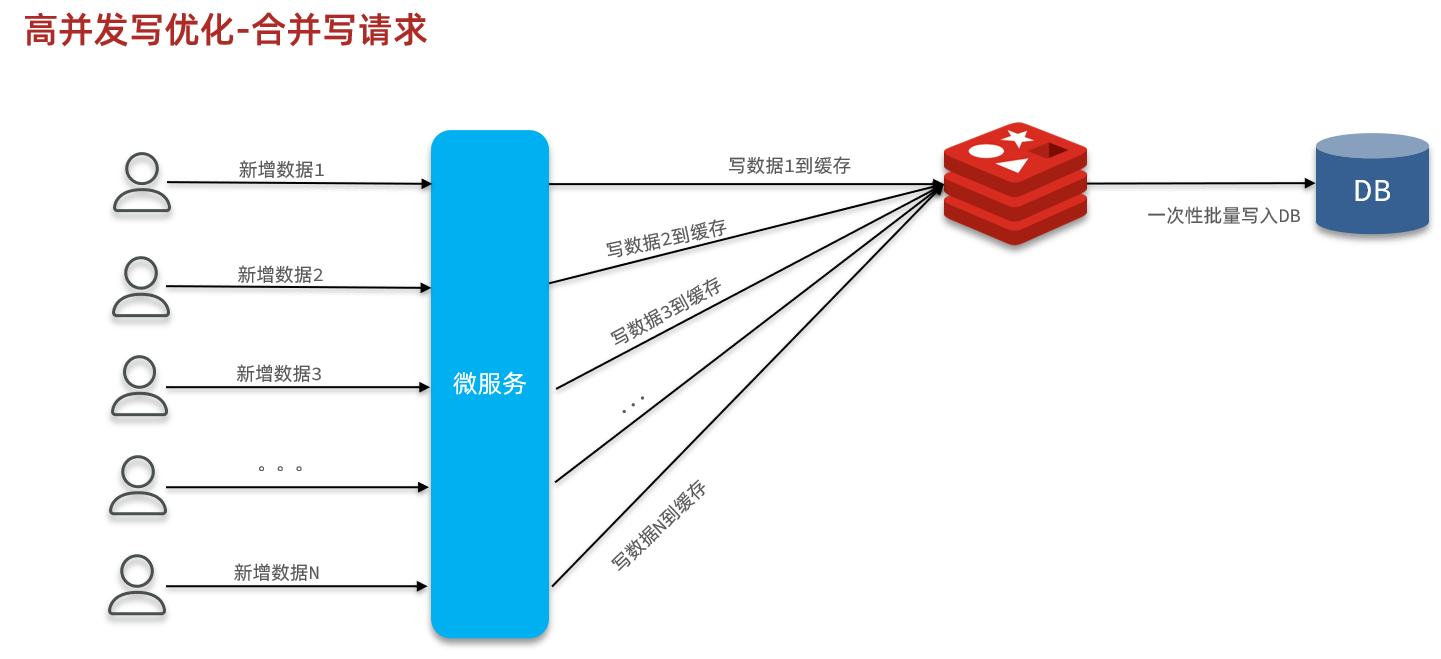 高并发写优化-合并写请求
新增数据1
新增数据2
新增数据3
。。。
新增数据N
微服务
写数据1到缓存
写数据2到缓存
写数据3到缓存
...
写数据N到缓存
一次性批量写入DB
DB